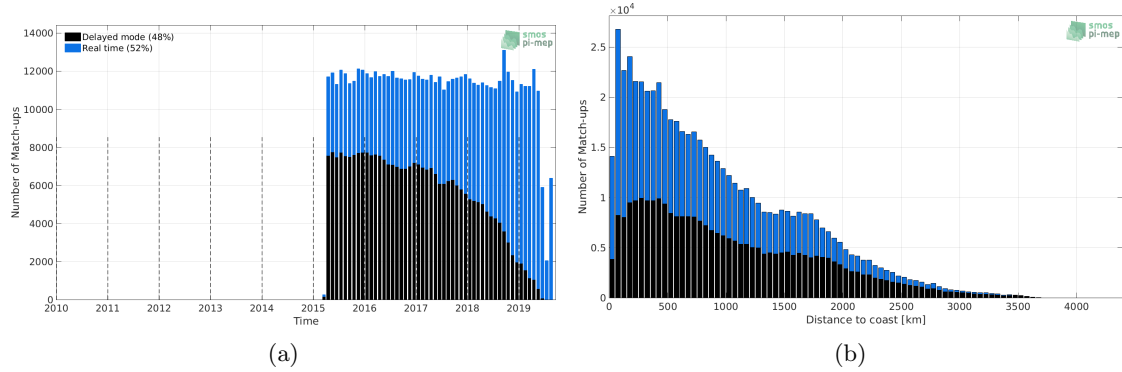 smos
pi-mep
Delayed mode (48%)
Real time (52%)
14000
12000
10000
8000
6000
4000
2000
0
Number of Match-ups
2010 2011 2012 2013 2014 2015 2016 2017 2018 2019
Time
(a)
×10⁴
smos
pi-mep
2.5
2
1.5
1
0.5
0
Number of Match-ups
0 500 1000 1500 2000 2500 3000 3500 4000
Distance to coast [km]
(b)